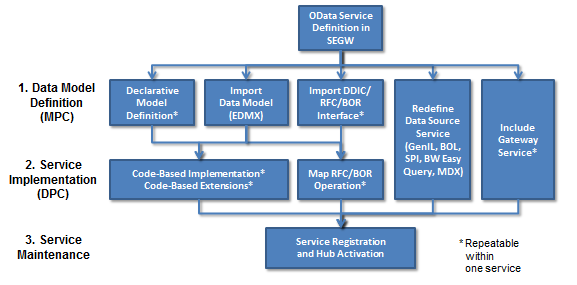 OData Service
Definition in
SEGW
1. Data Model
Definition
(MPC)
Declarative
Model
Definition*
Import
Data Model
(EDMX)
Import DDIC/
RFC/BOR
Interface*
Redefine
Data Source
Service
(GenIL, BOL,
SPI, BW Easy
Query, MDX)
Include
Gateway
Service*
2. Service
Implementation
(DPC)
Code-Based Implementation*
Code-Based Extensions*
Map RFC/BOR
Operation*
3. Service
Maintenance
Service Registration
and Hub Activation
* Repeatable
within
one service